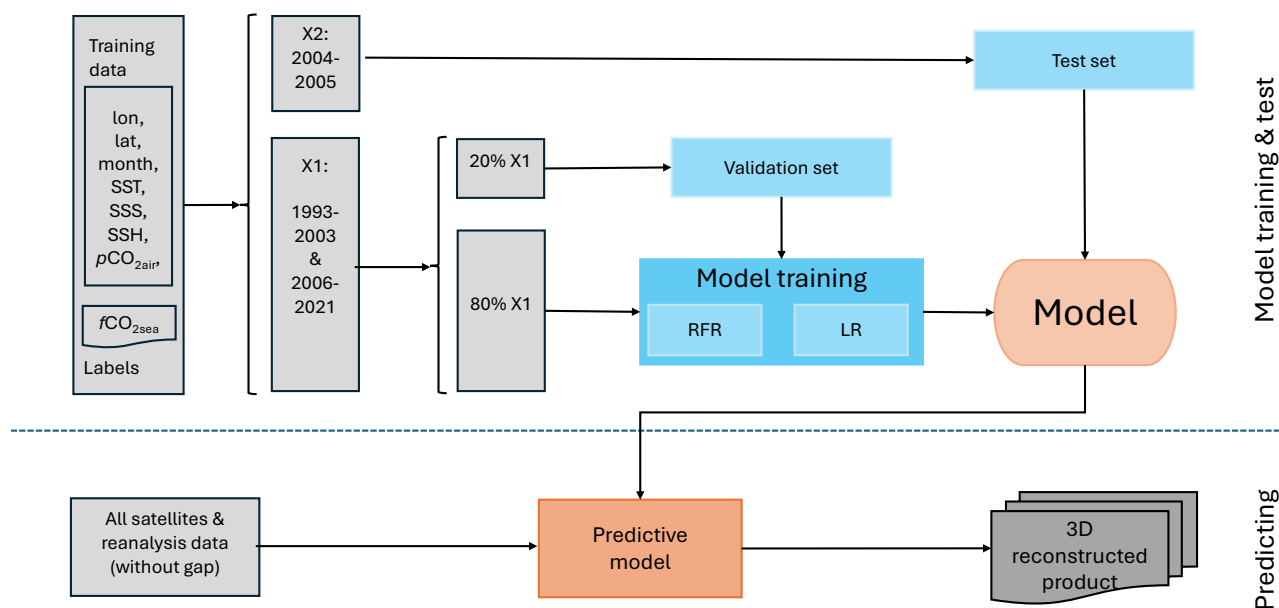 Training
data
lon,
lat,
month,
SST,
SSS,
SSH,
pCO2air,
fCO2sea
Labels
X2:
2004-
2005
X1:
1993-
2003
&
2006-
2021
20% X1
80% X1
Test set
Validation set
Model training
RFR
LR
Model
Model training & test
All satellites &
reanalysis data
(without gap)
Predictive
model
3D
reconstructed
product
Predicting